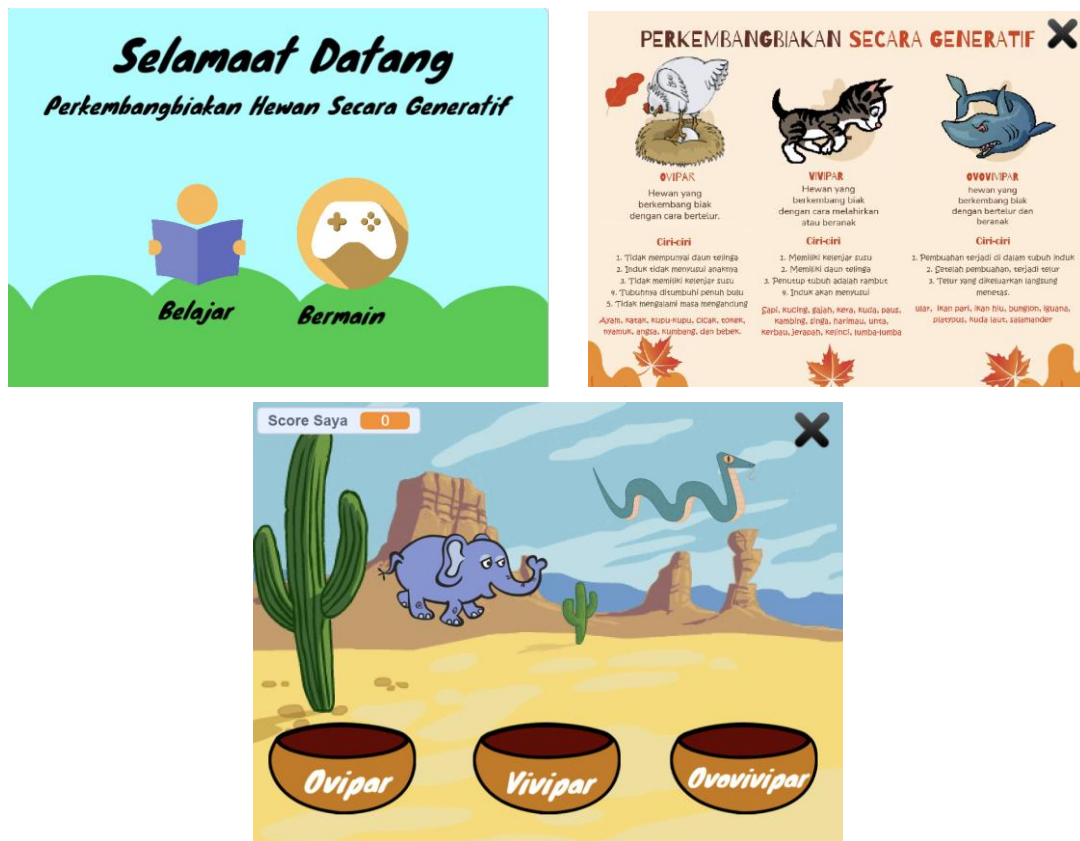 Selamaat Datang
Perkembangbiakan Hewan Secara Generatif
Belajar
Bermain
PERKEMBANGBIAKAN SECARA GENERATIF
OVIPAR
Hewan yang
berkembang biak
dengan cara bertelur.
Ciri-ciri
1. Tidak mempunyai daun telinga
2. Induk tidak menyusui anaknya
3. Tidak memiliki kelenjar susu
4. Tubuhnya ditumbuhi penuh bulu
5. Tidak mengalami masa mengandung
Ayam, katak, kupu-kupu, cicak, tokek,
nyamuk, angsa, kumbang, dan bebek.
VIVIPAR
Hewan yang
berkembang biak
dengan cara melahirkan
atau beranak
Ciri-ciri
1. Memiliki kelenjar susu
2. Memiliki daun telinga
3. Penutup tubuh adalah rambut
4. Induk akan menyusui
Sapi, kucing, gajah, kera, kuda, paus,
kambing, singa, harimau, unta,
kerbau, jerapah, kelinci, lumba-lumba
OVOVIVIPAR
hewan yang
berkembang biak
dengan bertelur dan
beranak
Ciri-ciri
1. Pembuahan terjadi di dalam tubuh induk
2. Setelah pembuahan, terjadi telur
3. Telur yang dikeluarkan langsung
menetas.
ular, ikan pari, ikan hiu, bunglon, iguana,
platypus, kuda laut, salamander
Score Saya 0
Ovipar
Vivipar
Ovovivipar